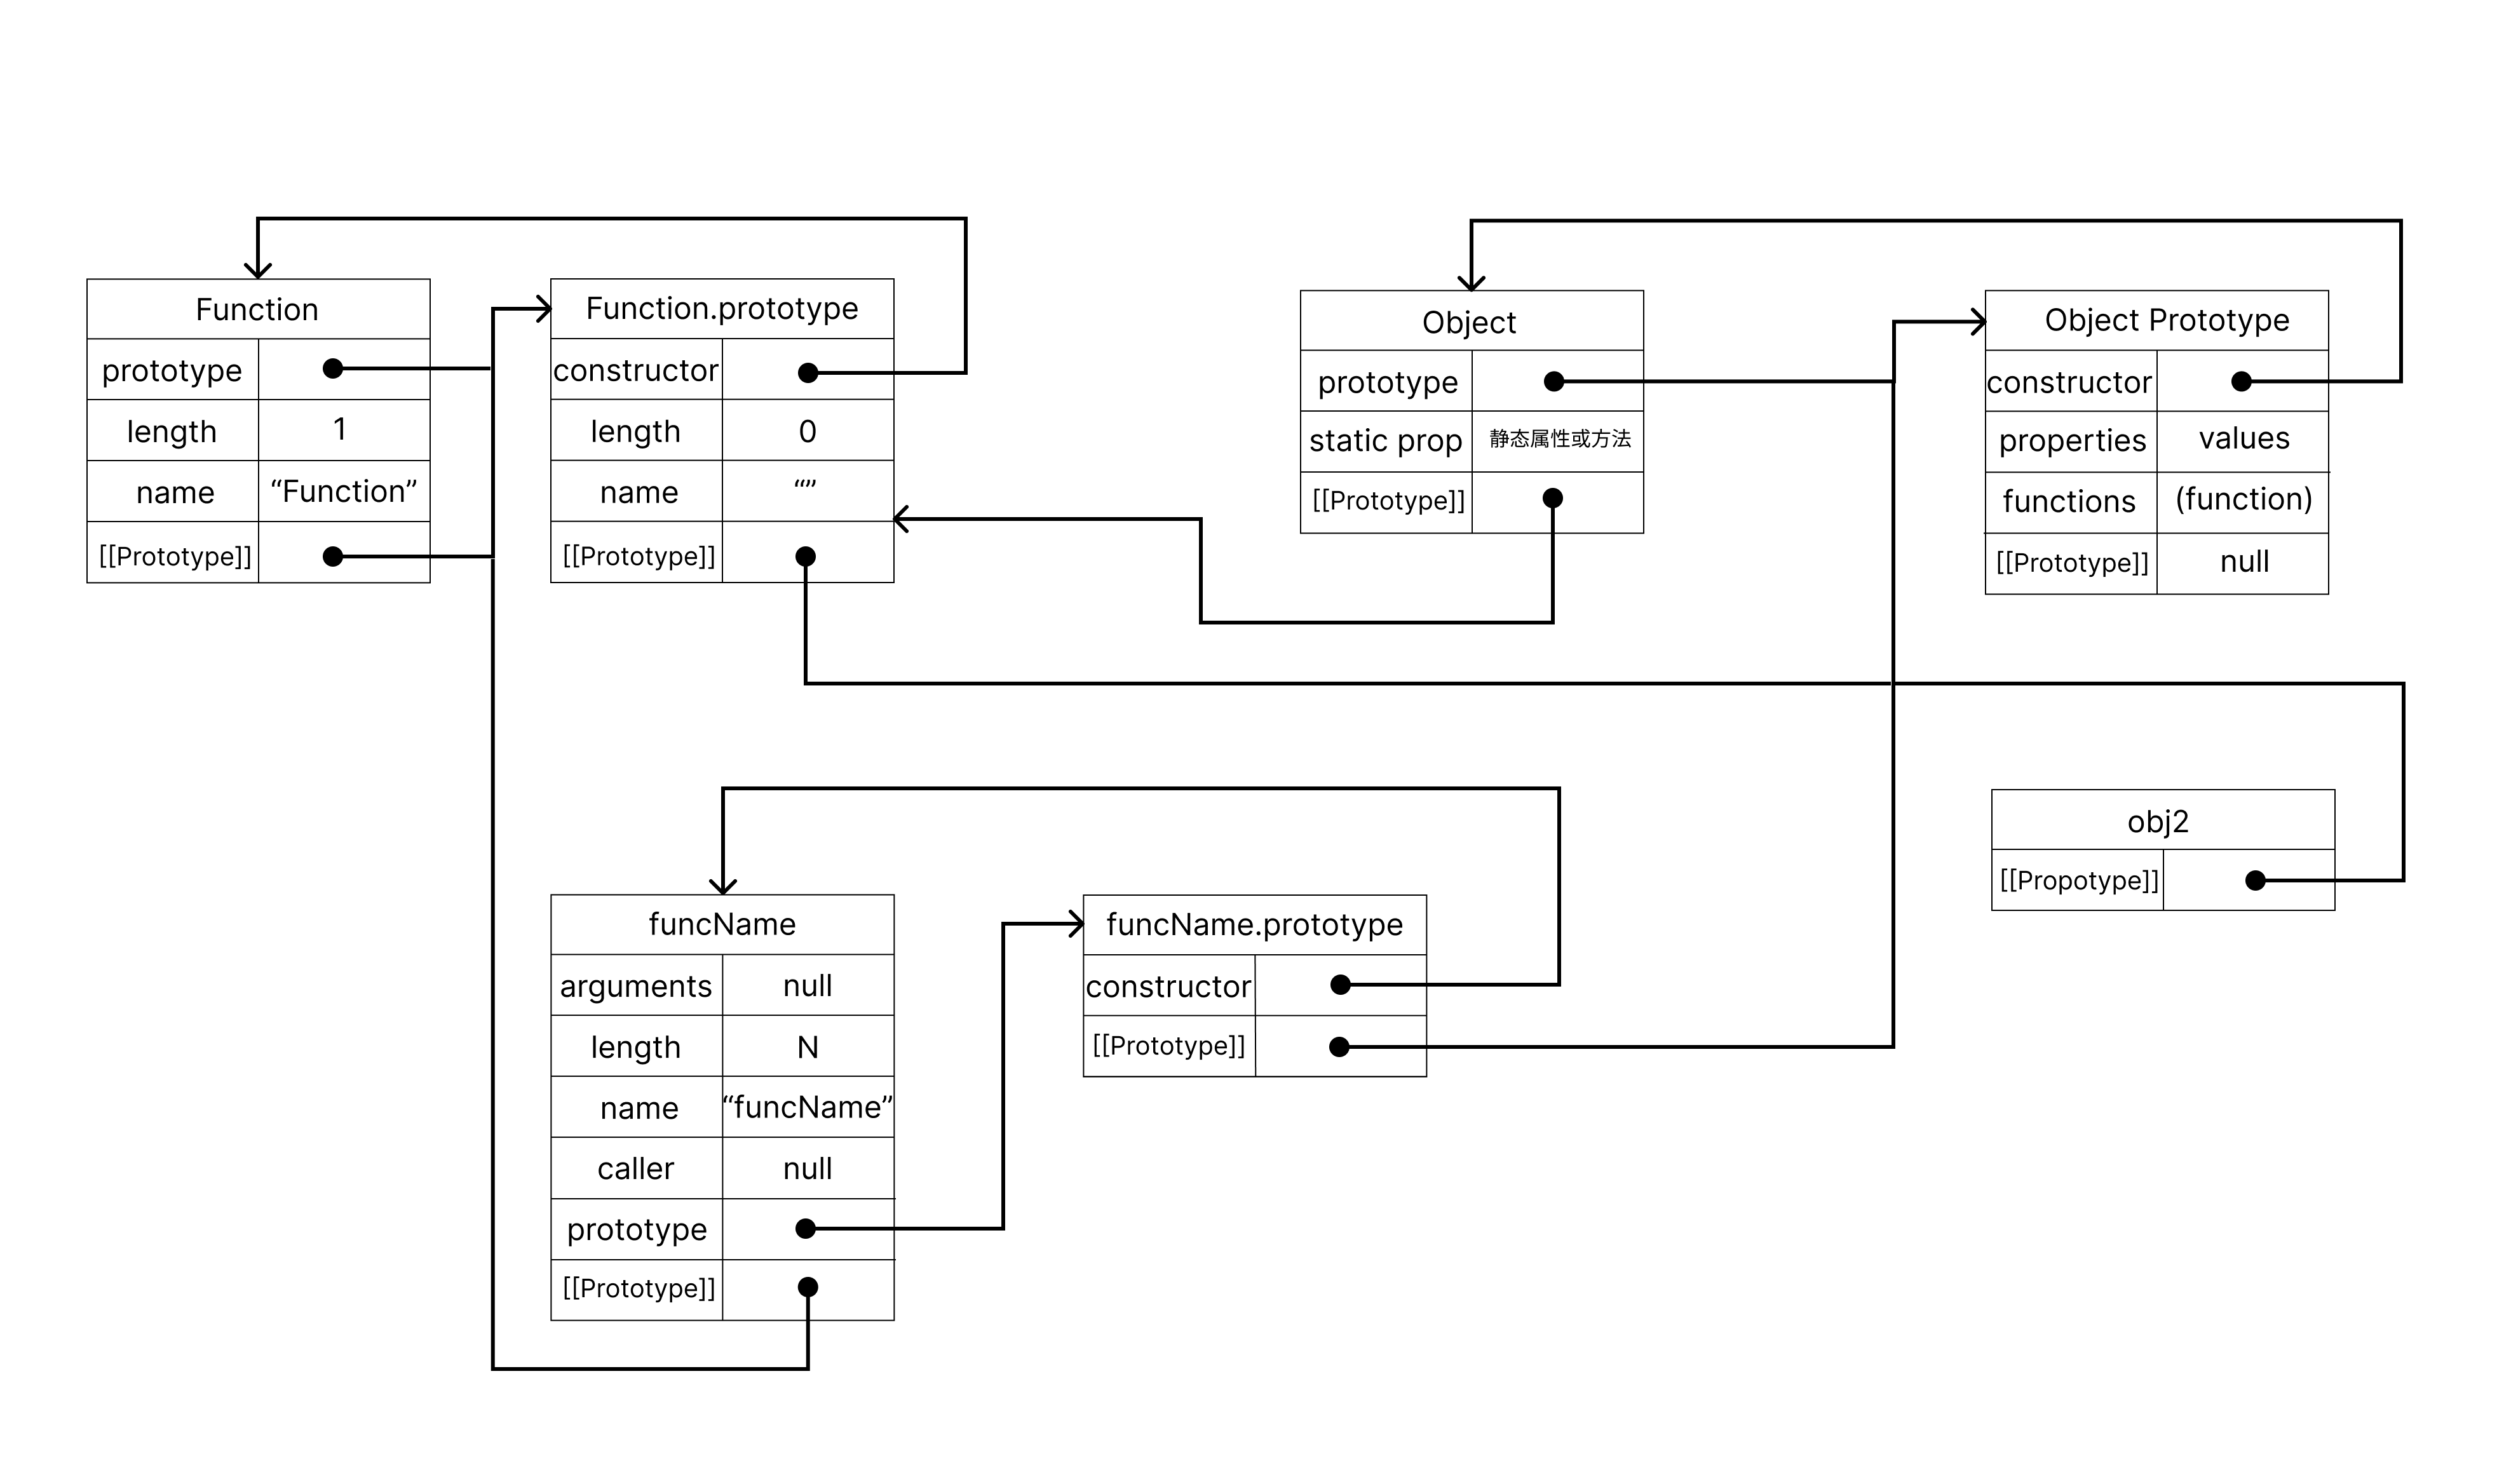 Function
prototype
length 1
name “Function”
[[Prototype]]
Function.prototype
constructor
length 0
name “”
[[Prototype]]
Object
prototype
static prop 静态属性或方法
[[Prototype]]
Object Prototype
constructor
properties values
functions (function)
[[Prototype]] null
obj2
[[Propotype]]
funcName
arguments null
length N
name “funcName”
caller null
prototype
[[Prototype]]
funcName.prototype
constructor
[[Prototype]]